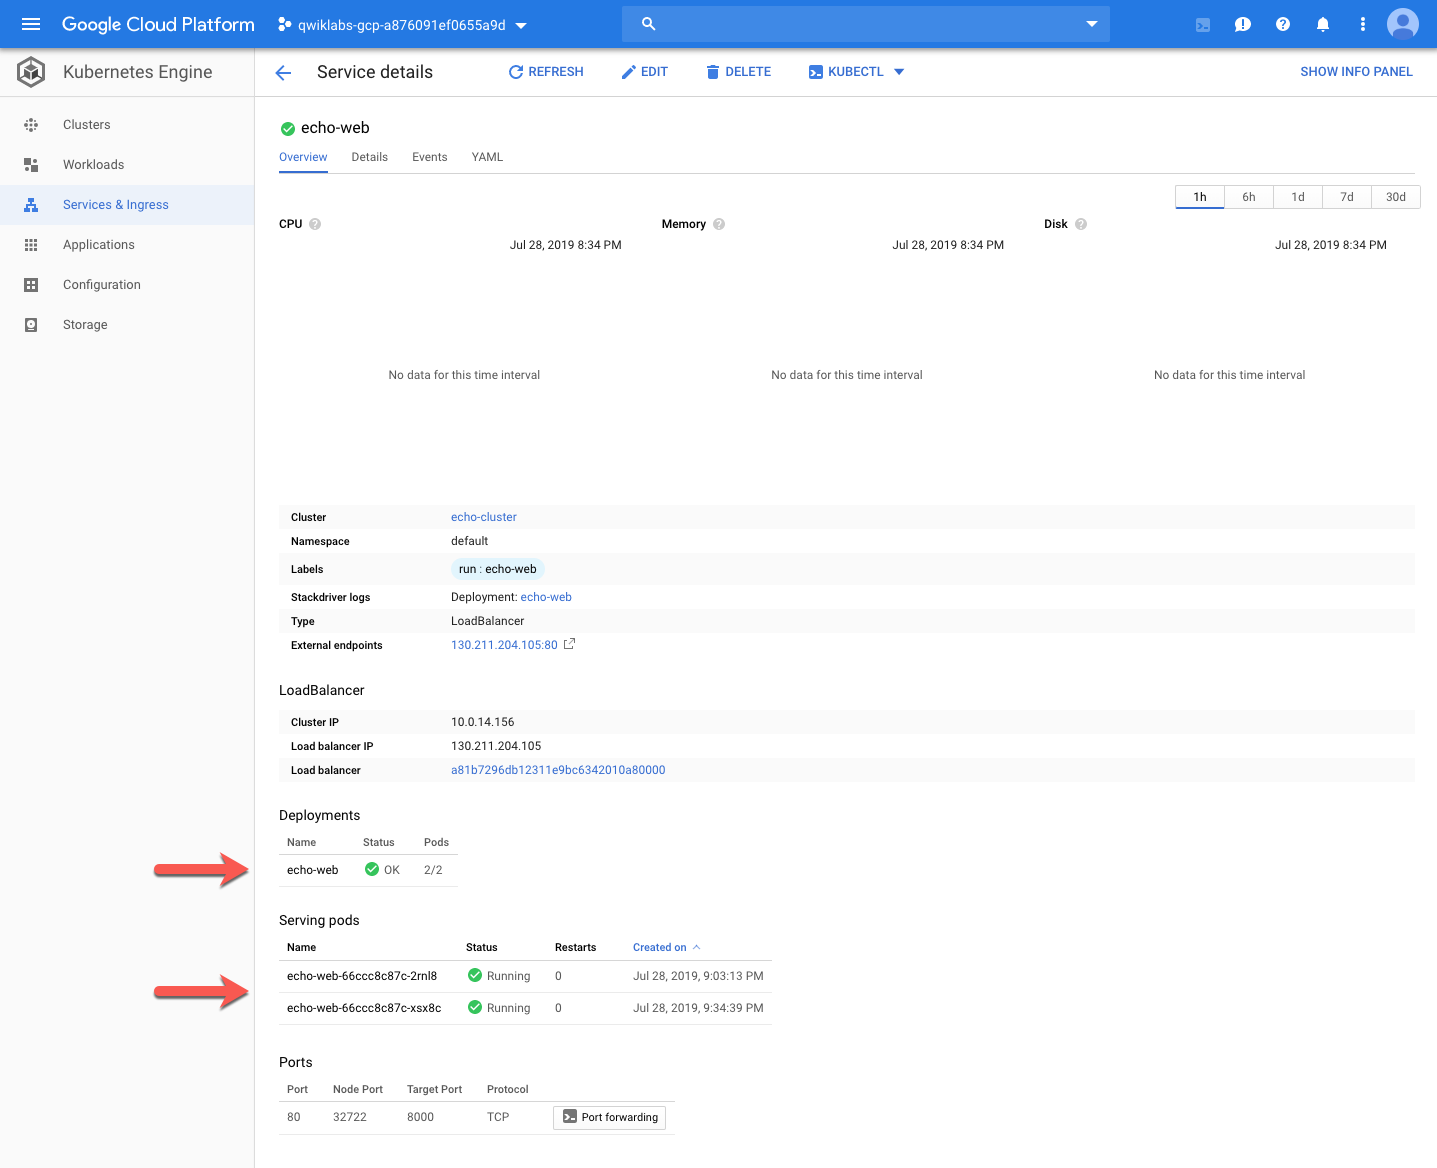 Google Cloud Platform qwiklabs-gcp-a876091ef0655a9d
Kubernetes Engine
Service details REFRESH EDIT DELETE KUBECTL SHOW INFO PANEL
Clusters
Workloads
Services & Ingress
Applications
Configuration
Storage
echo-web
Overview Details Events YAML
1h 6h 1d 7d 30d
CPU Memory Disk
Jul 28, 2019 8:34 PM Jul 28, 2019 8:34 PM Jul 28, 2019 8:34 PM
No data for this time interval No data for this time interval No data for this time interval
Cluster echo-cluster
Namespace default
Labels run : echo-web
Stackdriver logs Deployment: echo-web
Type LoadBalancer
External endpoints 130.211.204.105:80
LoadBalancer
Cluster IP 10.0.14.156
Load balancer IP 130.211.204.105
Load balancer a81b7296db12311e9bc6342010a80000
Deployments
Name Status Pods
echo-web OK 2/2
Serving pods
Name Status Restarts Created on
echo-web-66ccc8c87c-2rnl8 Running 0 Jul 28, 2019, 9:03:13 PM
echo-web-66ccc8c87c-xsx8c Running 0 Jul 28, 2019, 9:34:39 PM
Ports
Port Node Port Target Port Protocol
80 32722 8000 TCP Port forwarding